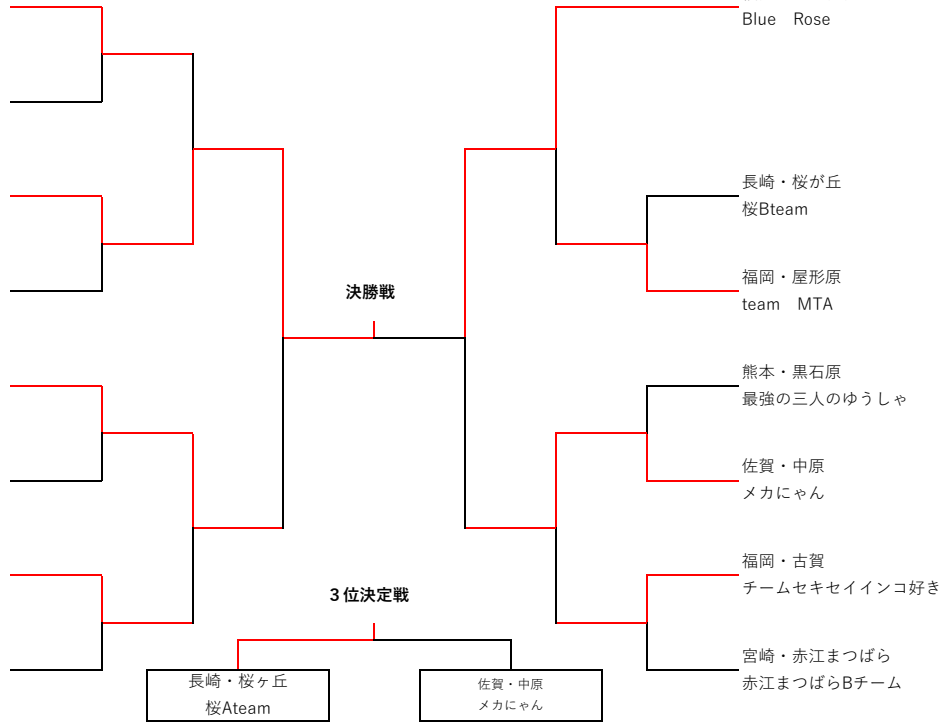 Blue　Rose
長崎・桜が丘
桜Bteam
福岡・屋形原
team　MTA
決勝戦
熊本・黒石原
最強の三人のゆうしゃ
佐賀・中原
メカにゃん
福岡・古賀
チームセキセイインコ好き
３位決定戦
宮崎・赤江まつばら
赤江まつばらBチーム
長崎・桜ヶ丘
桜Ateam
佐賀・中原
メカにゃん